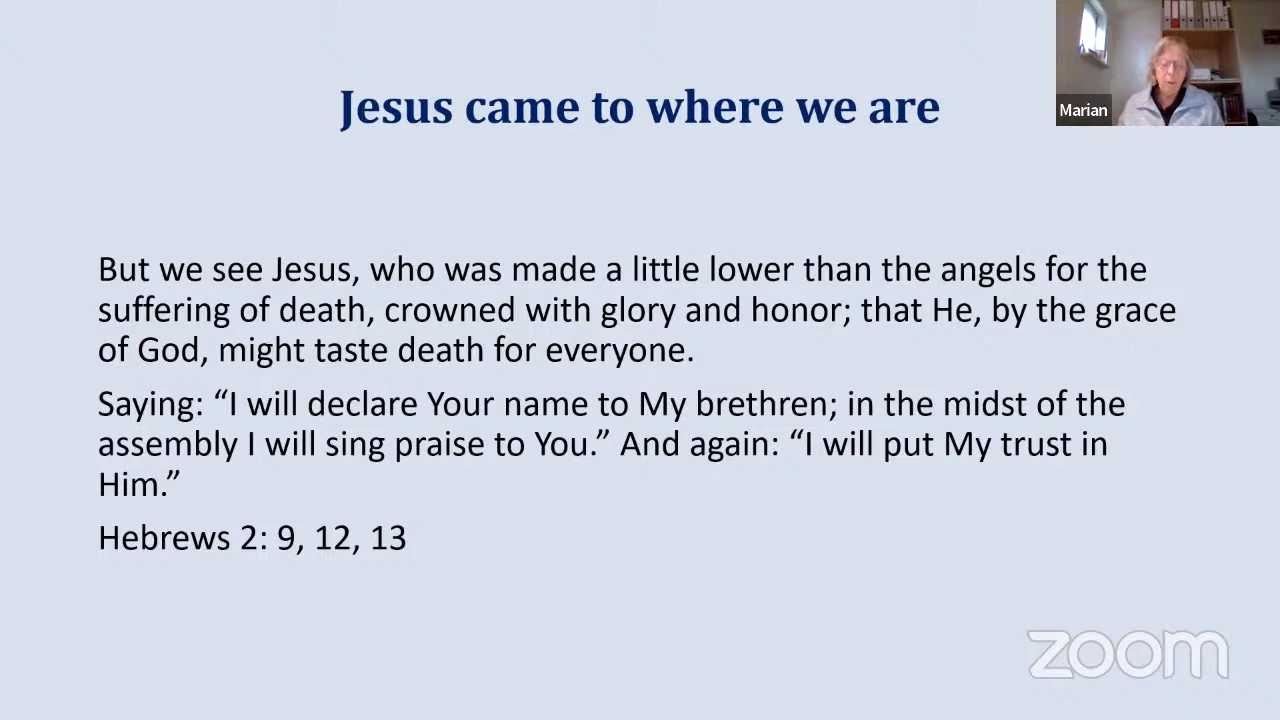 Jesus came to where we are
Marian
But we see Jesus, who was made a little lower than the angels for the
suffering of death, crowned with glory and honor; that He, by the grace
of God, might taste death for everyone.
Saying: “I will declare Your name to My brethren; in the midst of the
assembly I will sing praise to You.” And again: “I will put My trust in
Him.”
Hebrews 2: 9, 12, 13
zoom